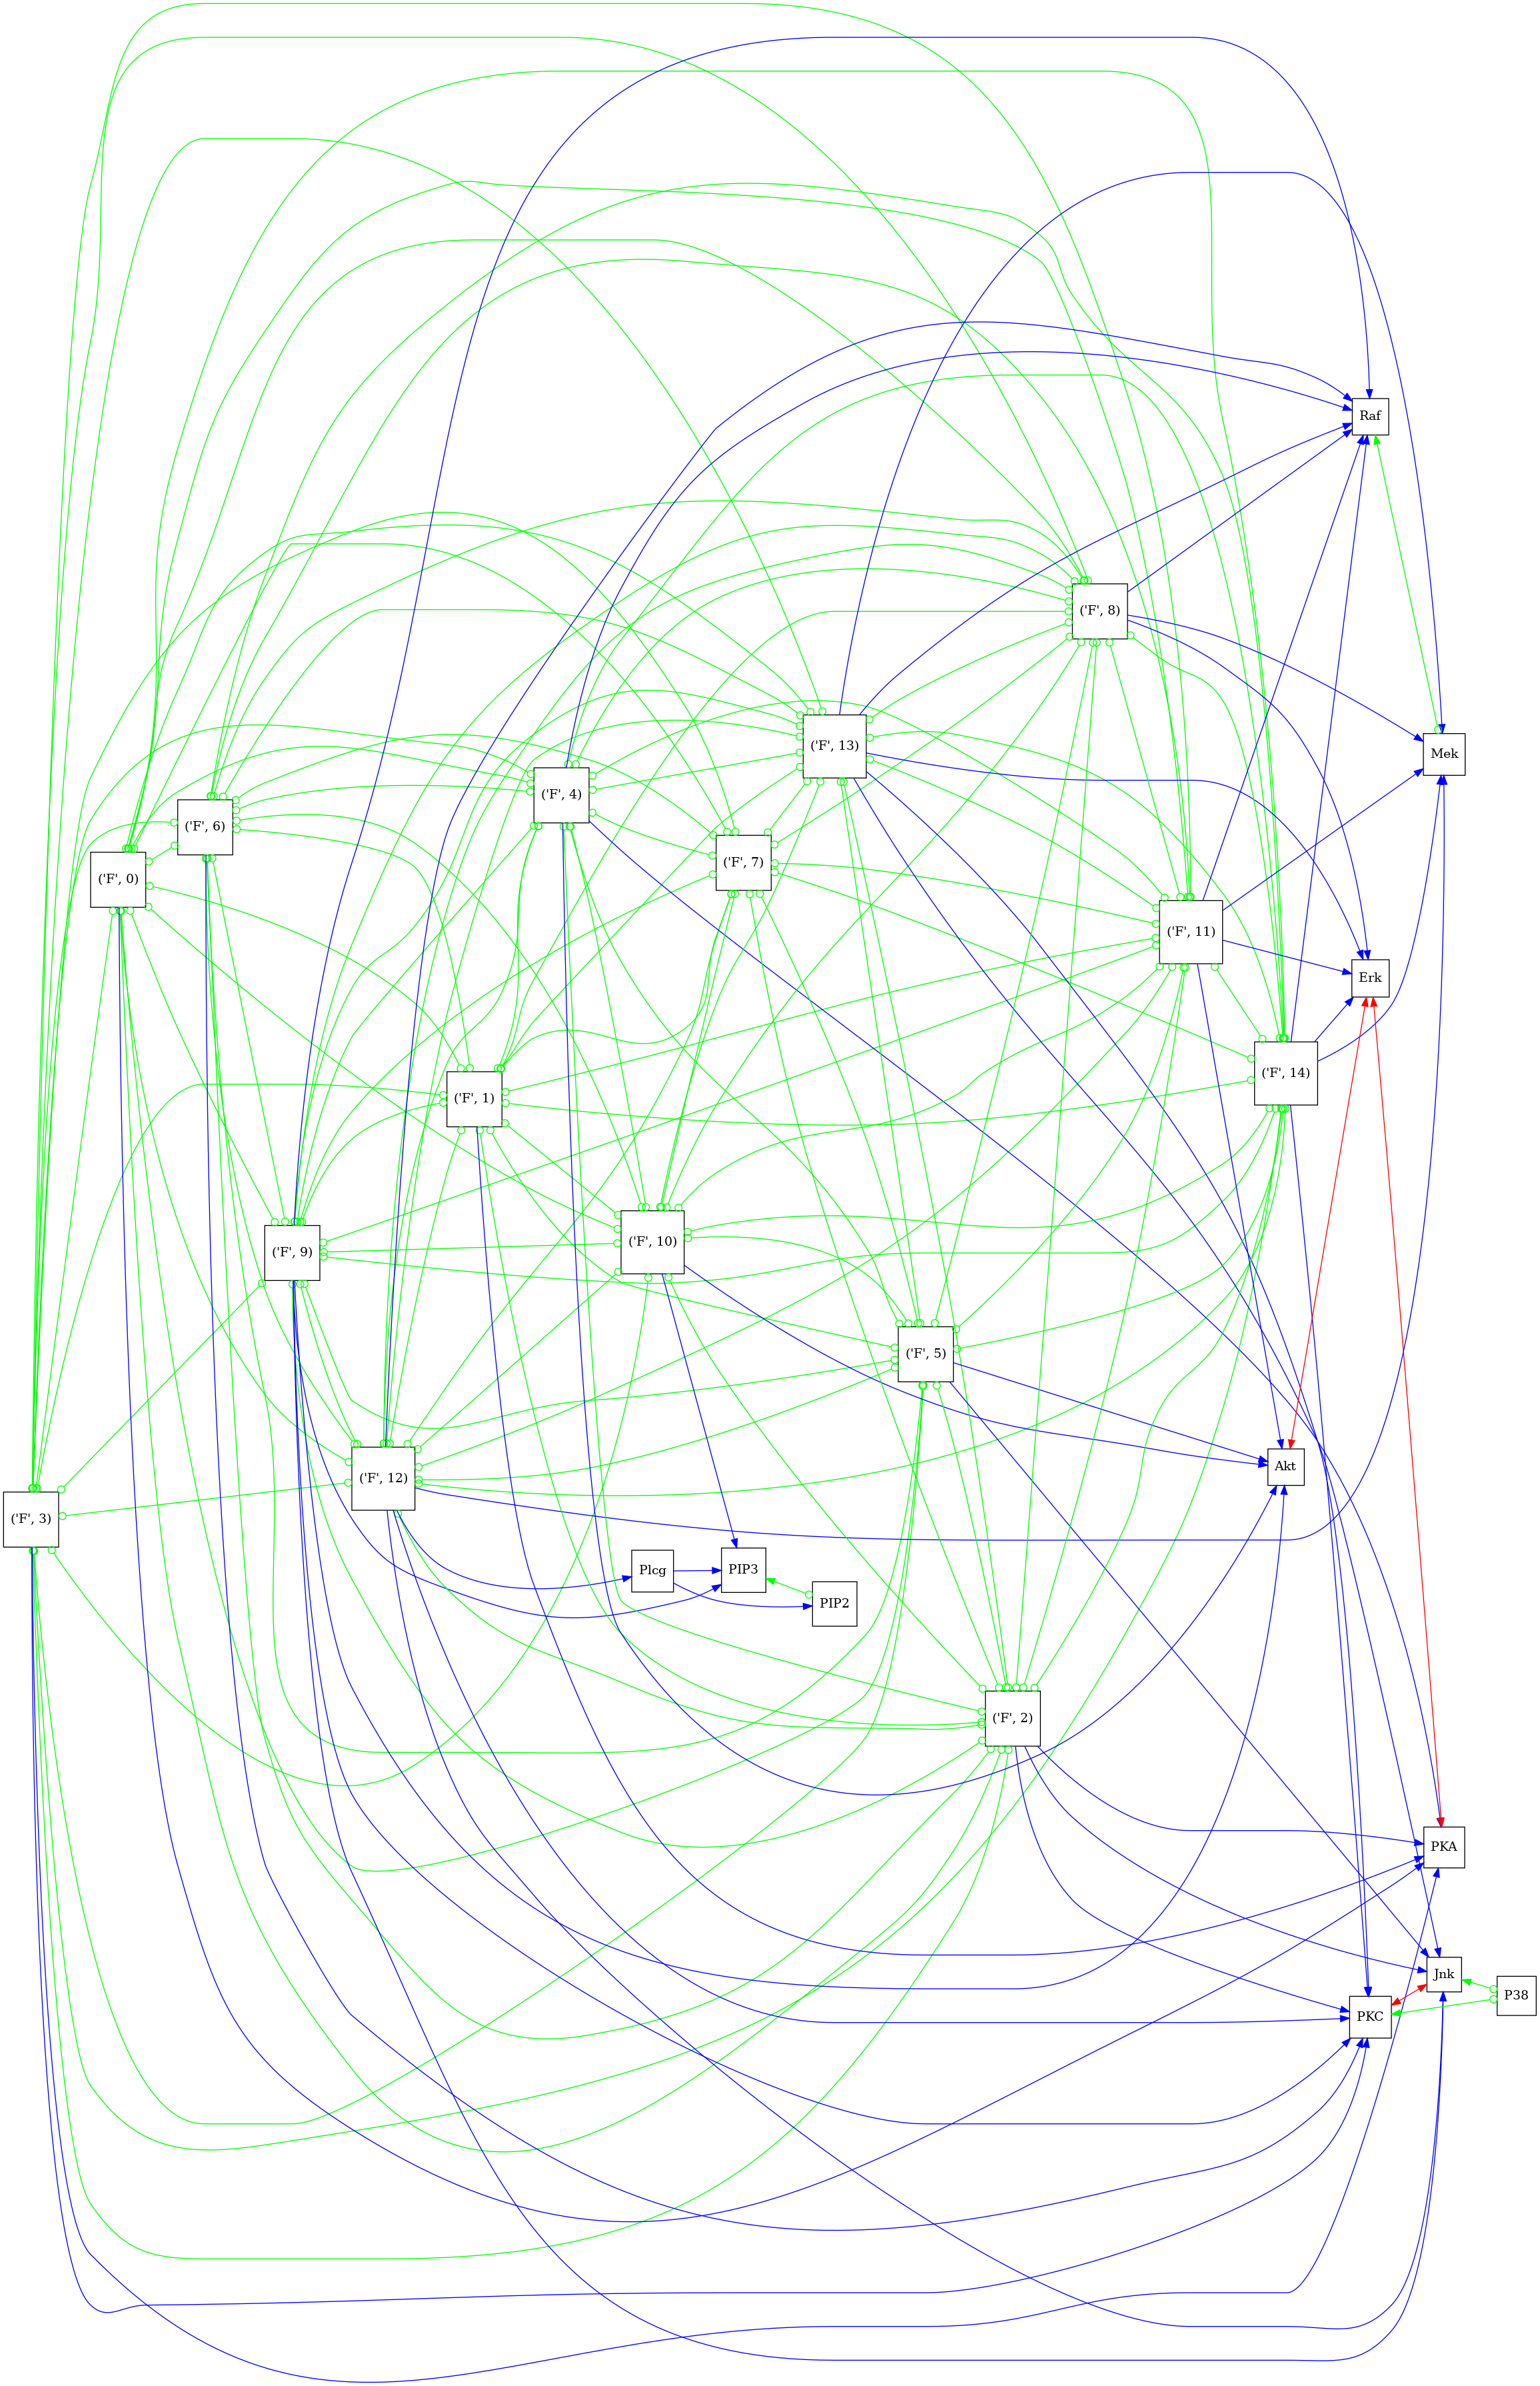 Raf
('F', 8)
('F', 13)
Mek
('F', 4)
('F', 6)
('F', 7)
('F', 0)
('F', 11)
Erk
('F', 14)
('F', 1)
('F', 10)
('F', 9)
('F', 5)
Akt
('F', 12)
('F', 3)
Plcg
PIP3
PIP2
('F', 2)
PKA
Jnk
P38
PKC